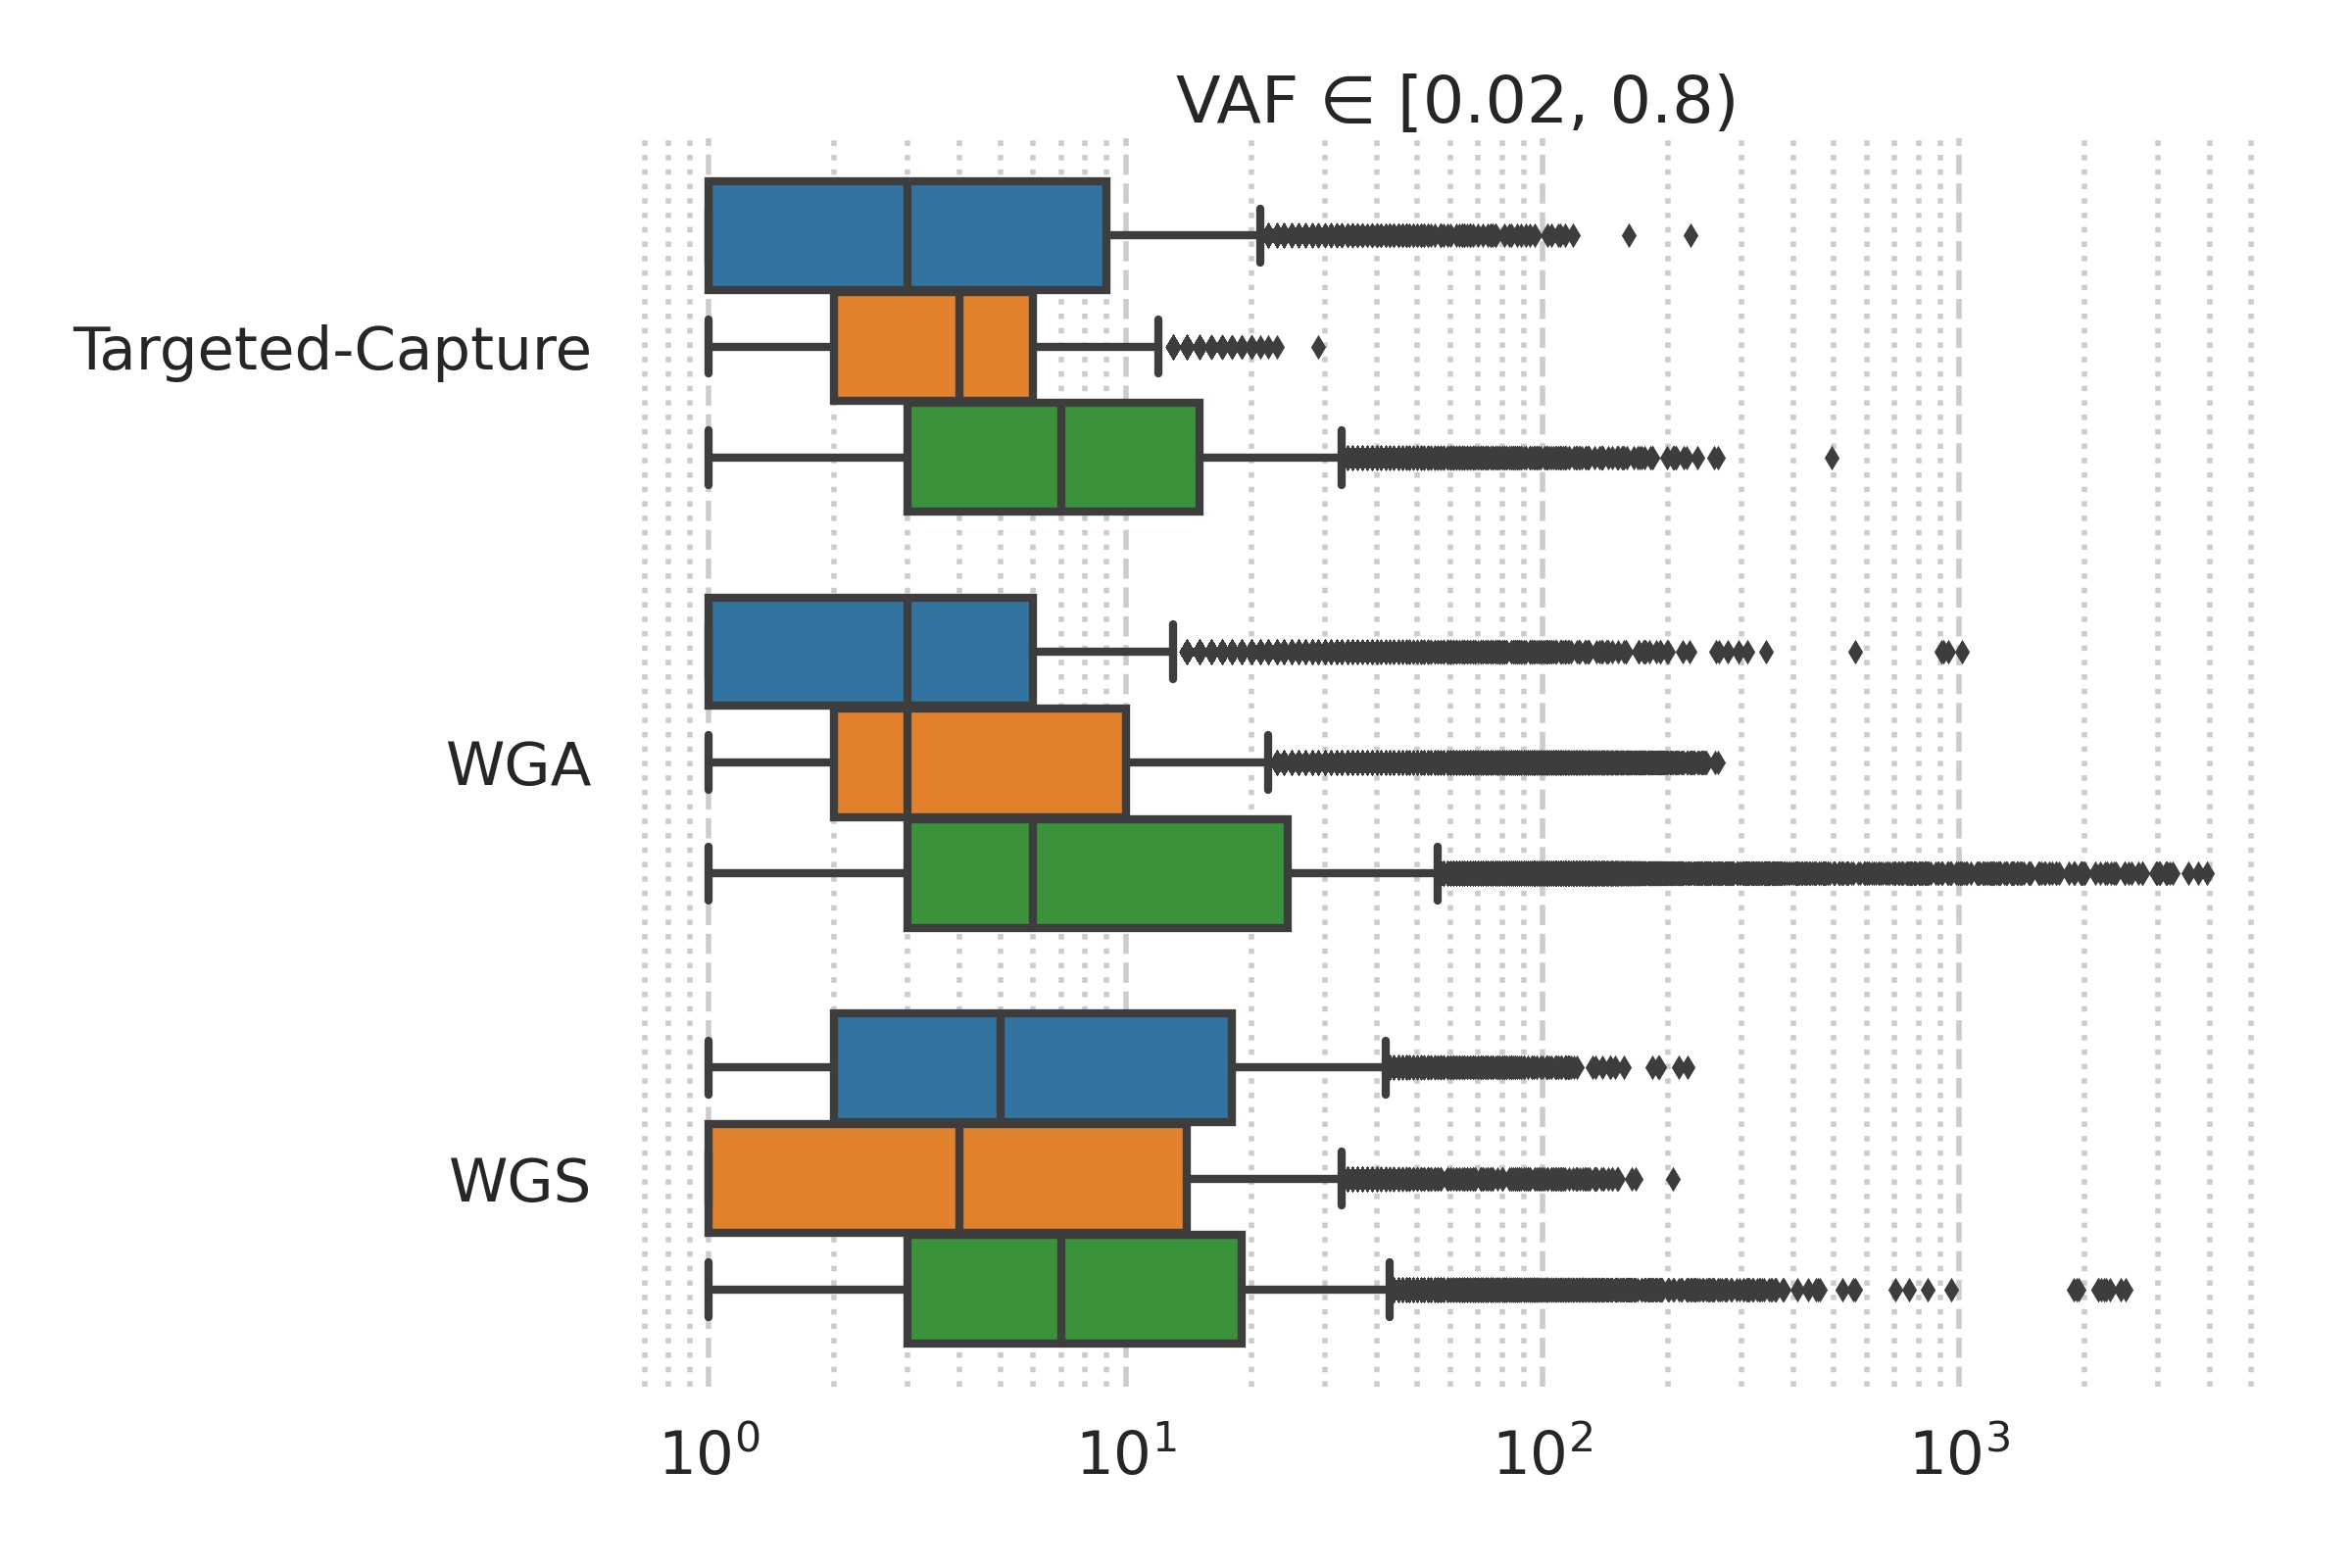 VAF ∈ [0.02, 0.8)
Targeted-Capture
WGA
WGS
10⁰ 10¹ 10² 10³